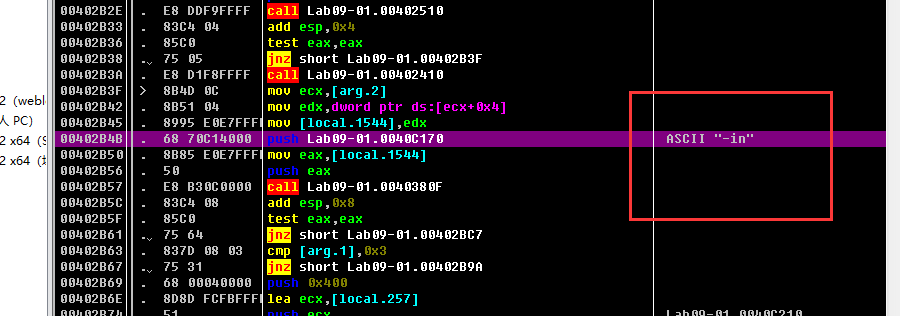 00402B2E . E8 DDF9FFFF call Lab09-01.00402510
00402B33 . 83C4 04 add esp,0x4
00402B36 . 85C0 test eax,eax
00402B38 .⌄ 75 05 jnz short Lab09-01.00402B3F
00402B3A . E8 D1F8FFFF call Lab09-01.00402410
00402B3F > 8B4D 0C mov ecx,[arg.2]
00402B42 . 8B51 04 mov edx,dword ptr ds:[ecx+0x4]
00402B45 . 8995 E0E7FFFF mov [local.1544],edx
00402B4B . 68 70C14000 push Lab09-01.0040C170 ASCII "-in"
00402B50 . 8B85 E0E7FFFF mov eax,[local.1544]
00402B56 . 50 push eax
00402B57 . E8 B30C0000 call Lab09-01.0040380F
00402B5C . 83C4 08 add esp,0x8
00402B5F . 85C0 test eax,eax
00402B61 .⌄ 75 64 jnz short Lab09-01.00402BC7
00402B63 . 837D 08 03 cmp [arg.1],0x3
00402B67 .⌄ 75 31 jnz short Lab09-01.00402B9A
00402B69 . 68 00040000 push 0x400
00402B6E . 8D8D FCFBFFFF lea ecx,[local.257]
00402B74 . 51 push ecx Lab09-01.0040C210
2 (webl
人 PC)
2 x64 (S
2 x64